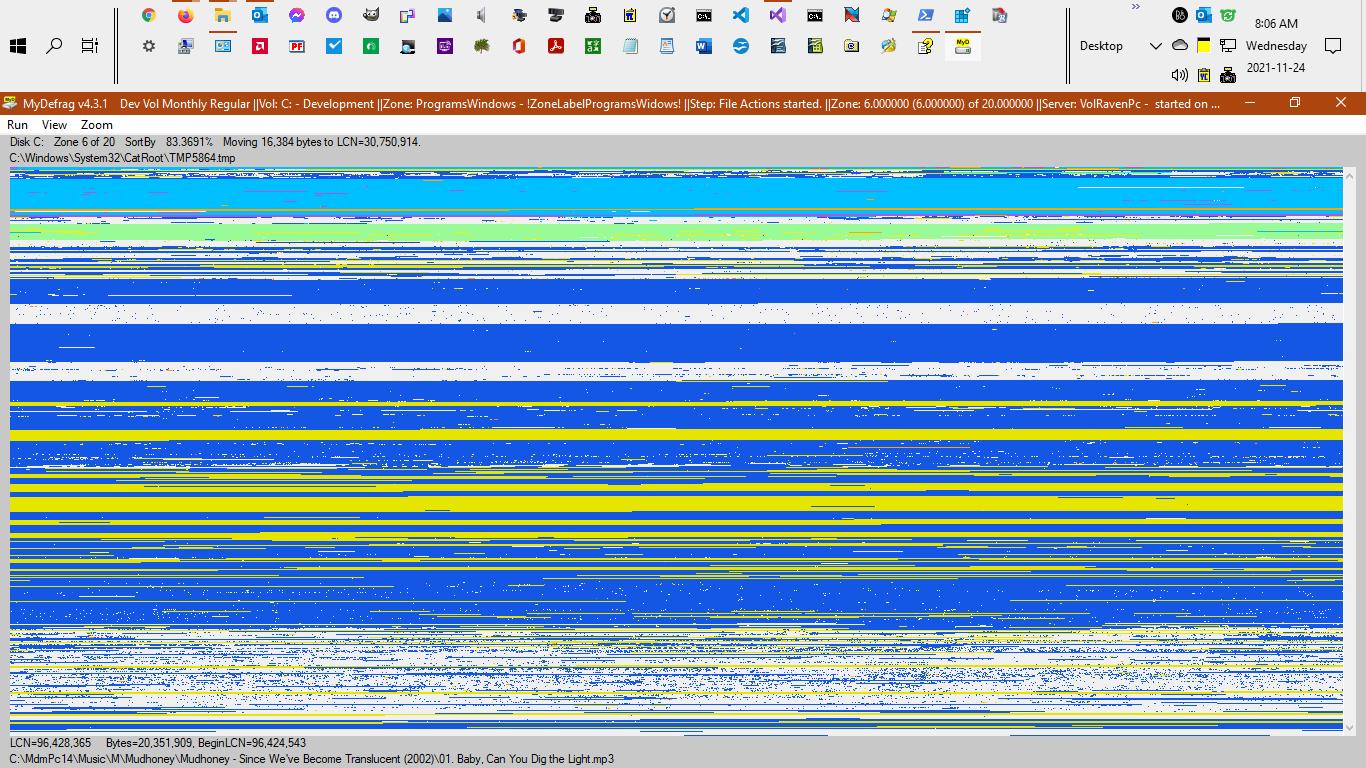 8:06 AM
Desktop
Wednesday
2021-11-24
MyDefrag v4.3.1 Dev Vol Monthly Regular ||Vol: C: - Development ||Zone: ProgramsWindows - !ZoneLabelProgramsWidows! ||Step: File Actions started. ||Zone: 6.000000 (6.000000) of 20.000000 ||Server: VolRavenPc - started on ...
Run View Zoom
Disk C: Zone 6 of 20 SortBy 83.3691% Moving 16,384 bytes to LCN=30,750,914.
C:\Windows\System32\CatRoot\TMP5864.tmp
LCN=96,428,365 Bytes=20,351,909, BeginLCN=96,424,543
C:\MdmPc14\Music\M\Mudhoney\Mudhoney - Since We've Become Translucent (2002)\01. Baby, Can You Dig the Light.mp3